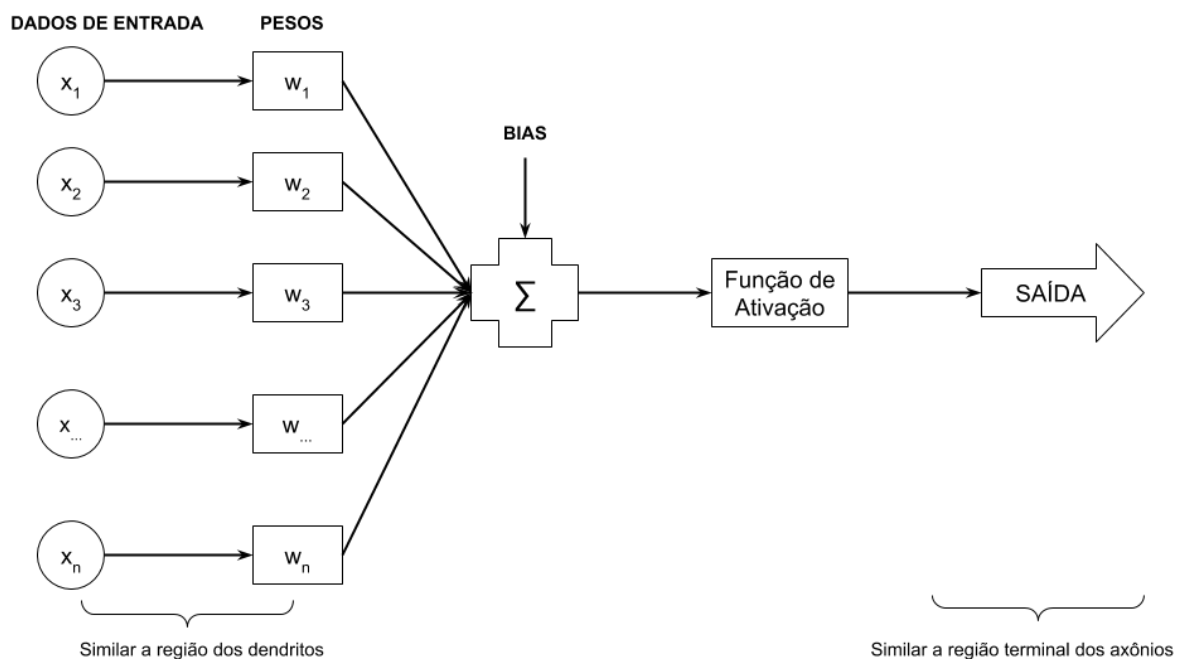 DADOS DE ENTRADA
PESOS
x1
w1
x2
w2
BIAS
x3
w3
Σ
Função de
Ativação
SAÍDA
x...
w...
xn
wn
Similar a região dos dendritos
Similar a região terminal dos axônios